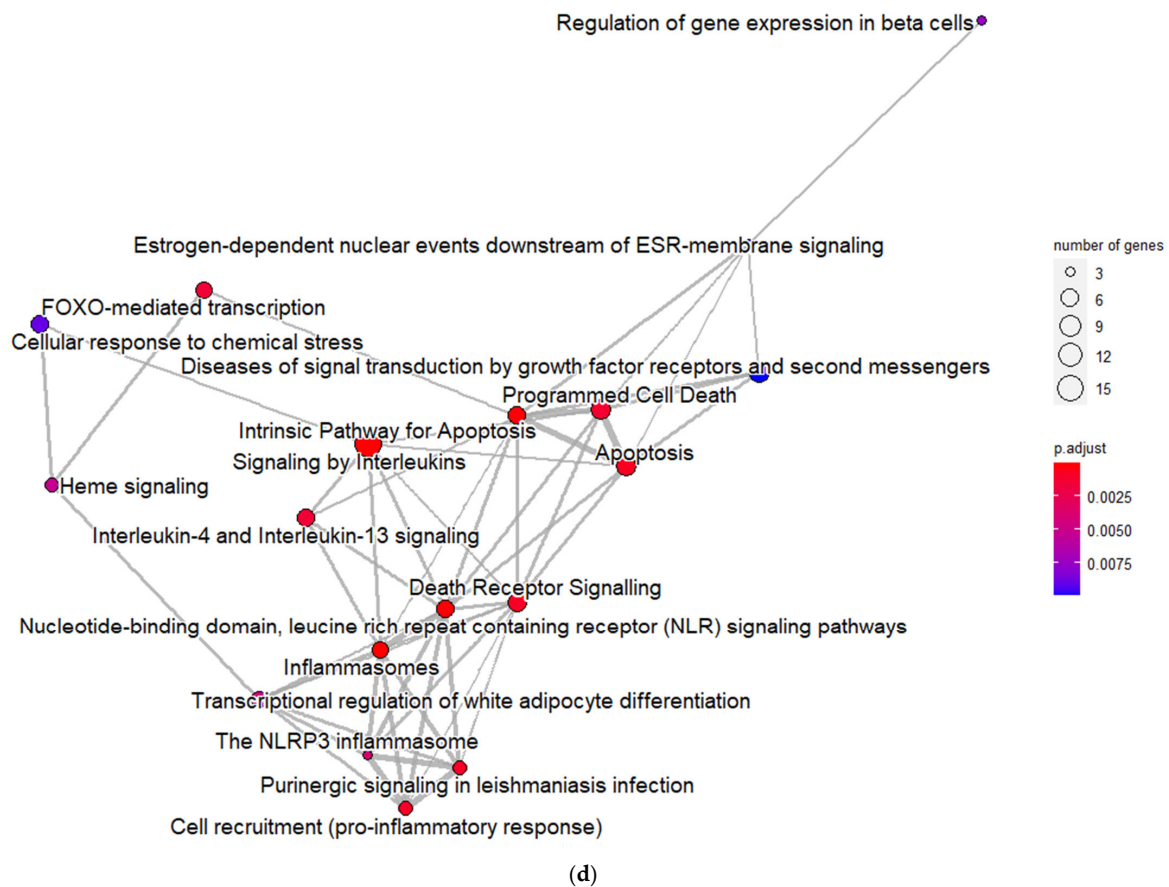 Regulation of gene expression in beta cells
Estrogen-dependent nuclear events downstream of ESR-membrane signaling
number of genes
3
6
9
12
15
FOXO-mediated transcription
Cellular response to chemical stress
Diseases of signal transduction by growth factor receptors and second messengers
Programmed Cell Death
Intrinsic Pathway for Apoptosis
Apoptosis
Signaling by Interleukins
p.adjust
0.0025
0.0050
0.0075
Heme signaling
Interleukin-4 and Interleukin-13 signaling
Death Receptor Signalling
Nucleotide-binding domain, leucine rich repeat containing receptor (NLR) signaling pathways
Inflammasomes
Transcriptional regulation of white adipocyte differentiation
The NLRP3 inflammasome
Purinergic signaling in leishmaniasis infection
Cell recruitment (pro-inflammatory response)
(d)